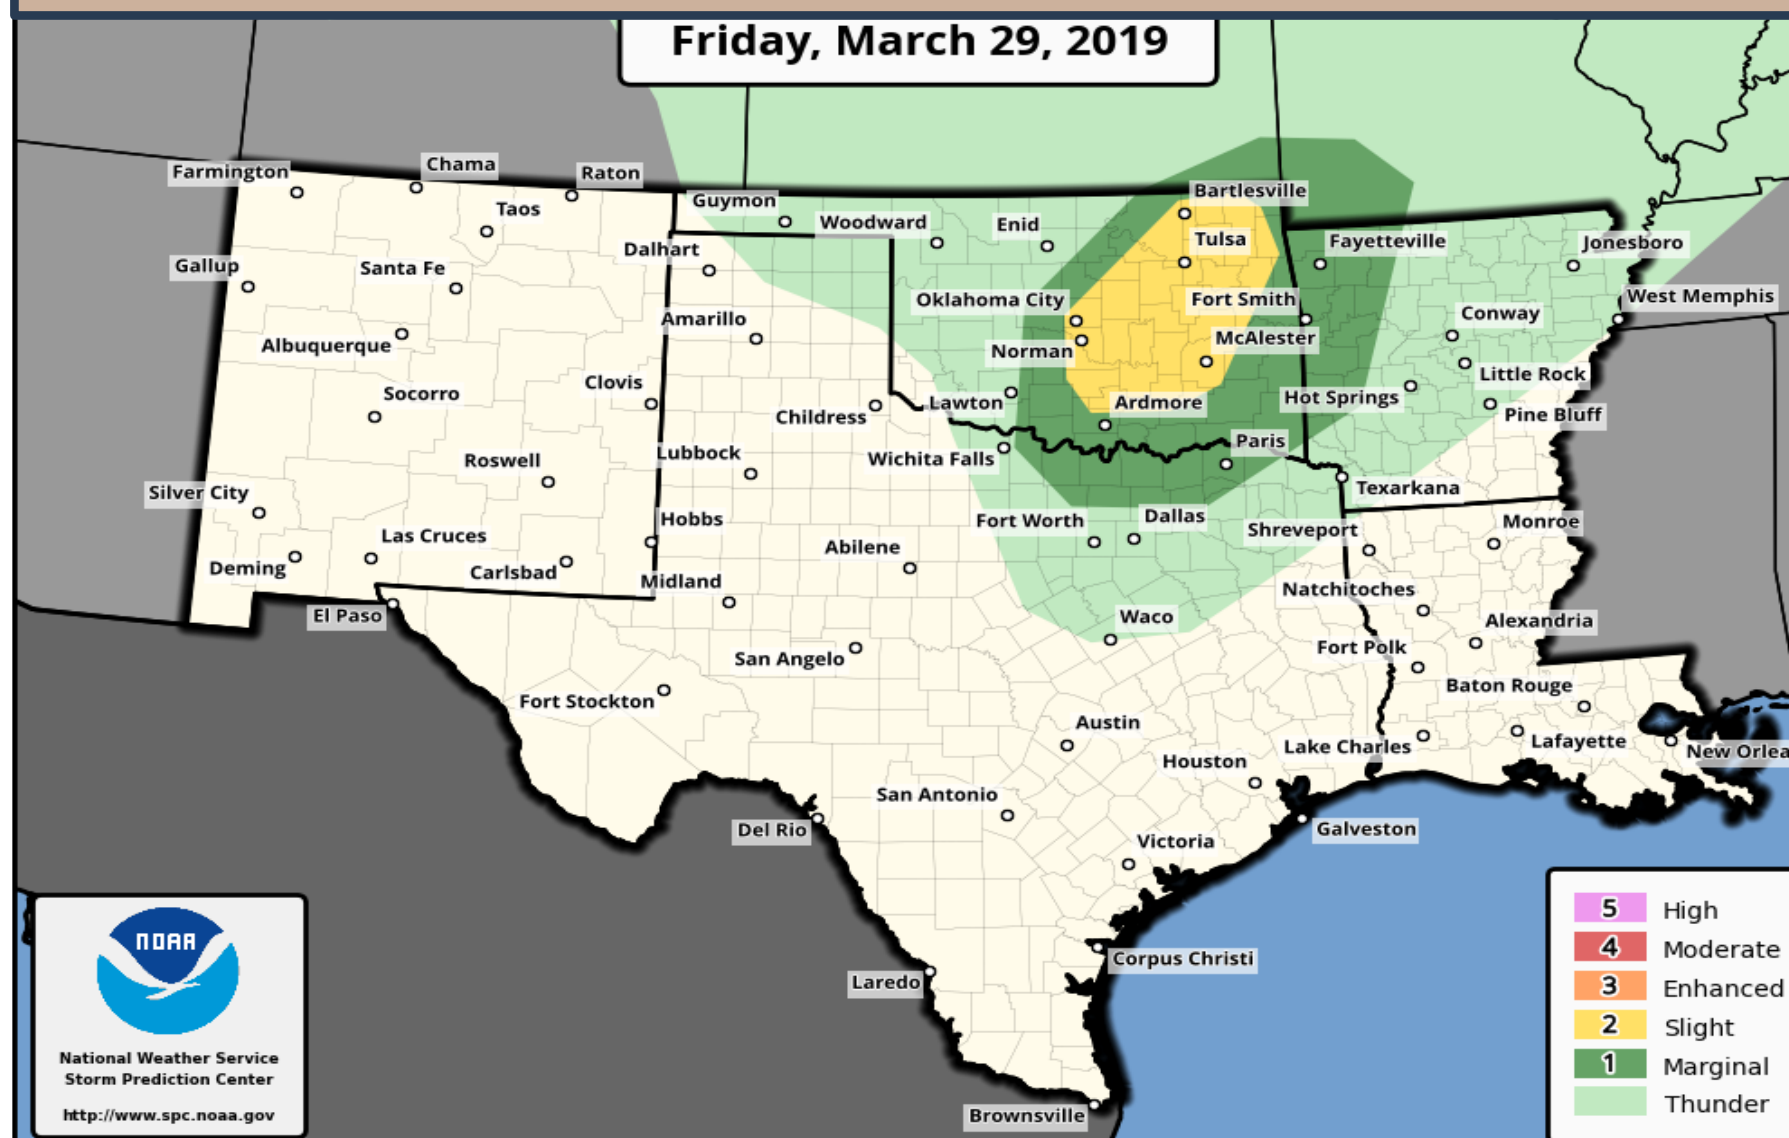 Friday, March 29, 2019
Farmington
Chama
Raton
Taos
Guymon
Woodward
Enid
Bartlesville
Tulsa
Fayetteville
Jonesboro
Gallup
Santa Fe
Dalhart
Oklahoma City
Fort Smith
West Memphis
Albuquerque
Amarillo
Norman
McAlester
Conway
Little Rock
Socorro
Clovis
Childress
Lawton
Ardmore
Hot Springs
Pine Bluff
Roswell
Lubbock
Wichita Falls
Paris
Silver City
Texarkana
Las Cruces
Hobbs
Fort Worth
Dallas
Shreveport
Monroe
Deming
Carlsbad
Midland
Abilene
Natchitoches
El Paso
Waco
Alexandria
San Angelo
Fort Polk
Fort Stockton
Baton Rouge
Austin
Lake Charles
Lafayette
New Orlea
Houston
San Antonio
Del Rio
Galveston
Victoria
Corpus Christi
Laredo
Brownsville
NOAA
National Weather Service
Storm Prediction Center
http://www.spc.noaa.gov
5 High
4 Moderate
3 Enhanced
2 Slight
1 Marginal
Thunder